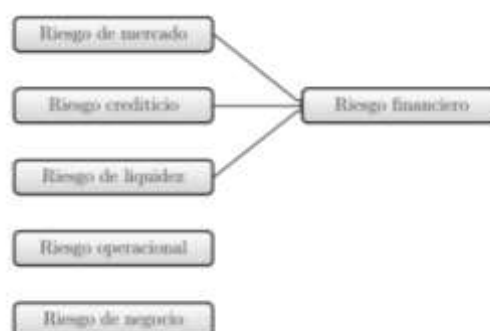 Riesgo de mercado
Riesgo crediticio
Riesgo financiero
Riesgo de liquidez
Riesgo operacional
Riesgo de negocio